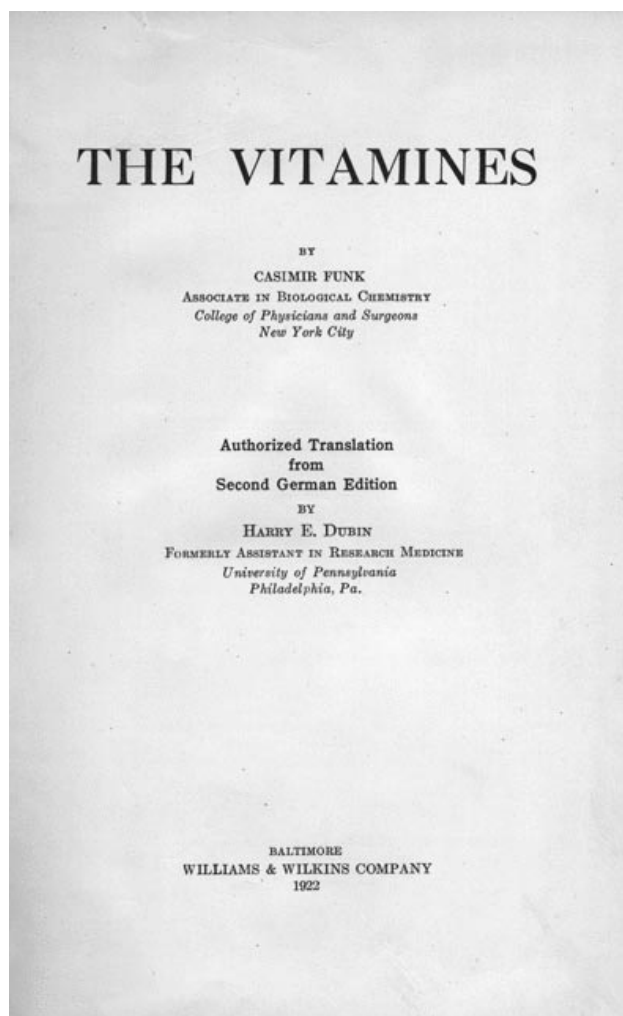 THE VITAMINES
BY
CASIMIR FUNK
ASSOCIATE IN BIOLOGICAL CHEMISTRY
College of Physicians and Surgeons
New York City
Authorized Translation
from
Second German Edition
BY
HARRY E. DUBIN
FORMERLY ASSISTANT IN RESEARCH MEDICINE
University of Pennsylvania
Philadelphia, Pa.
BALTIMORE
WILLIAMS & WILKINS COMPANY
1922